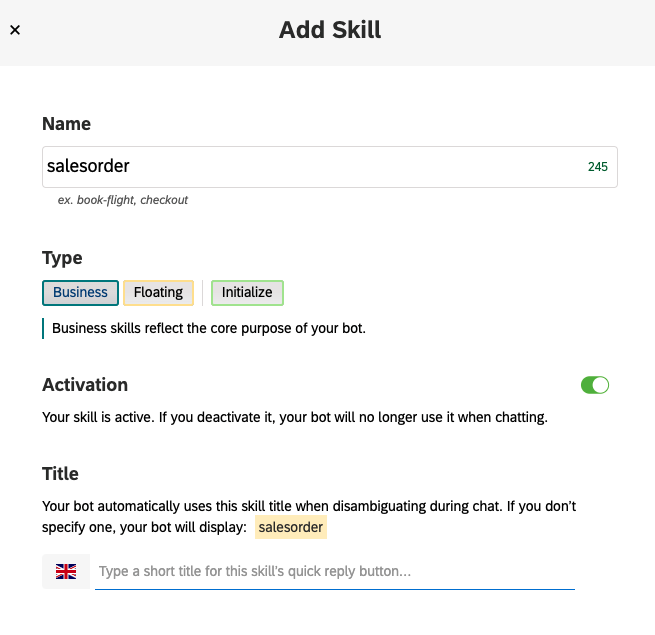 Add Skill
Name
salesorder 245
ex. book-flight, checkout
Type
Business Floating Initialize
Business skills reflect the core purpose of your bot.
Activation
Your skill is active. If you deactivate it, your bot will no longer use it when chatting.
Title
Your bot automatically uses this skill title when disambiguating during chat. If you don't
specify one, your bot will display: salesorder
Type a short title for this skill's quick reply button...